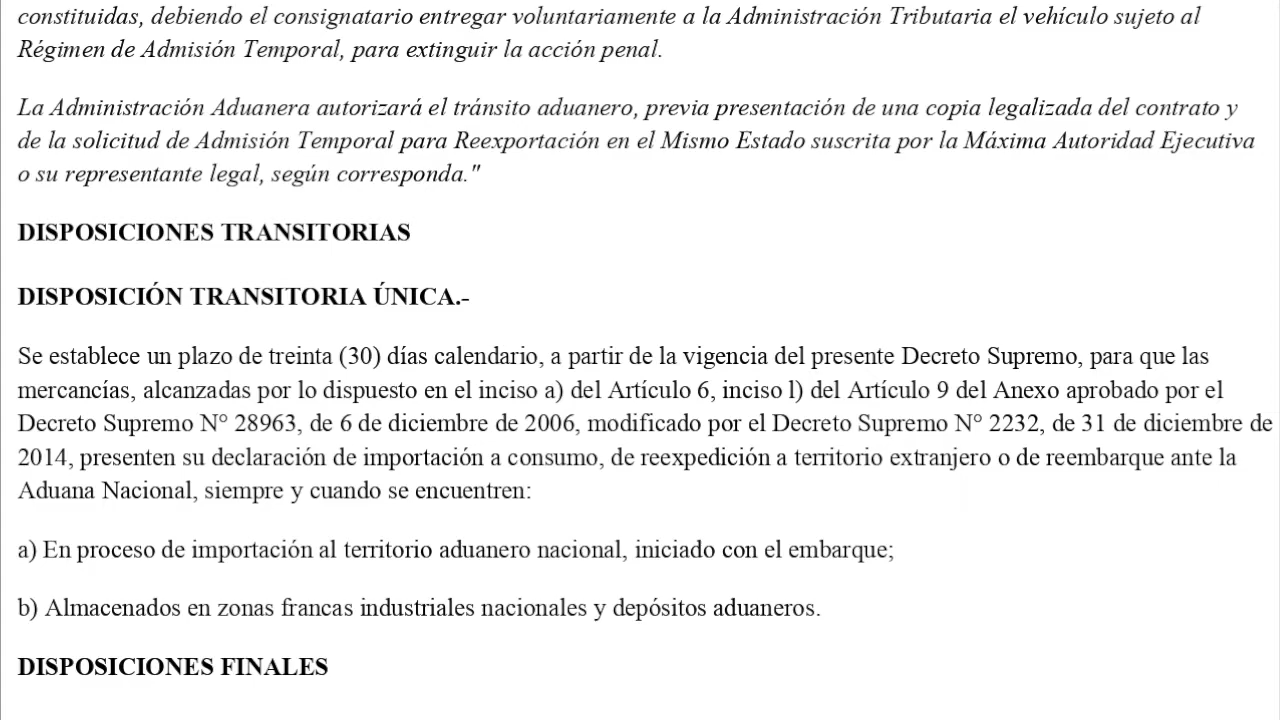 constituidas, debiendo el consignatario entregar voluntariamente a la Administración Tributaria el vehículo sujeto al
Régimen de Admisión Temporal, para extinguir la acción penal.
La Administración Aduanera autorizará el tránsito aduanero, previa presentación de una copia legalizada del contrato y
de la solicitud de Admisión Temporal para Reexportación en el Mismo Estado suscrita por la Máxima Autoridad Ejecutiva
o su representante legal, según corresponda."
DISPOSICIONES TRANSITORIAS
DISPOSICIÓN TRANSITORIA ÚNICA.-
Se establece un plazo de treinta (30) días calendario, a partir de la vigencia del presente Decreto Supremo, para que las
mercancías, alcanzadas por lo dispuesto en el inciso a) del Artículo 6, inciso l) del Artículo 9 del Anexo aprobado por el
Decreto Supremo N° 28963, de 6 de diciembre de 2006, modificado por el Decreto Supremo N° 2232, de 31 de diciembre de
2014, presenten su declaración de importación a consumo, de reexpedición a territorio extranjero o de reembarque ante la
Aduana Nacional, siempre y cuando se encuentren:
a) En proceso de importación al territorio aduanero nacional, iniciado con el embarque;
b) Almacenados en zonas francas industriales nacionales y depósitos aduaneros.
DISPOSICIONES FINALES